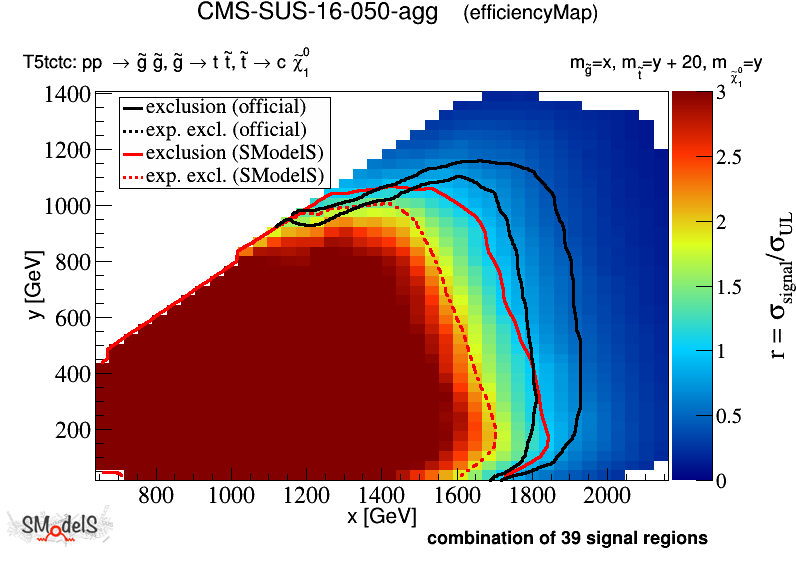 CMS-SUS-16-050-agg (efficiencyMap)
T5tctc: pp → g̃ g̃, g̃ → t t̃, t̃ → c χ̃₁⁰ m_g̃=x, m_t̃=y + 20, m_χ̃₁⁰=y
exclusion (official)
exp. excl. (official)
exclusion (SModelS)
exp. excl. (SModelS)
1400
1200
1000
800
600
400
200
y [GeV]
800 1000 1200 1400 1600 1800 2000
x [GeV]
3
2.5
2
1.5
1
0.5
0
r = σ_signal/σ_UL
SModelS
combination of 39 signal regions